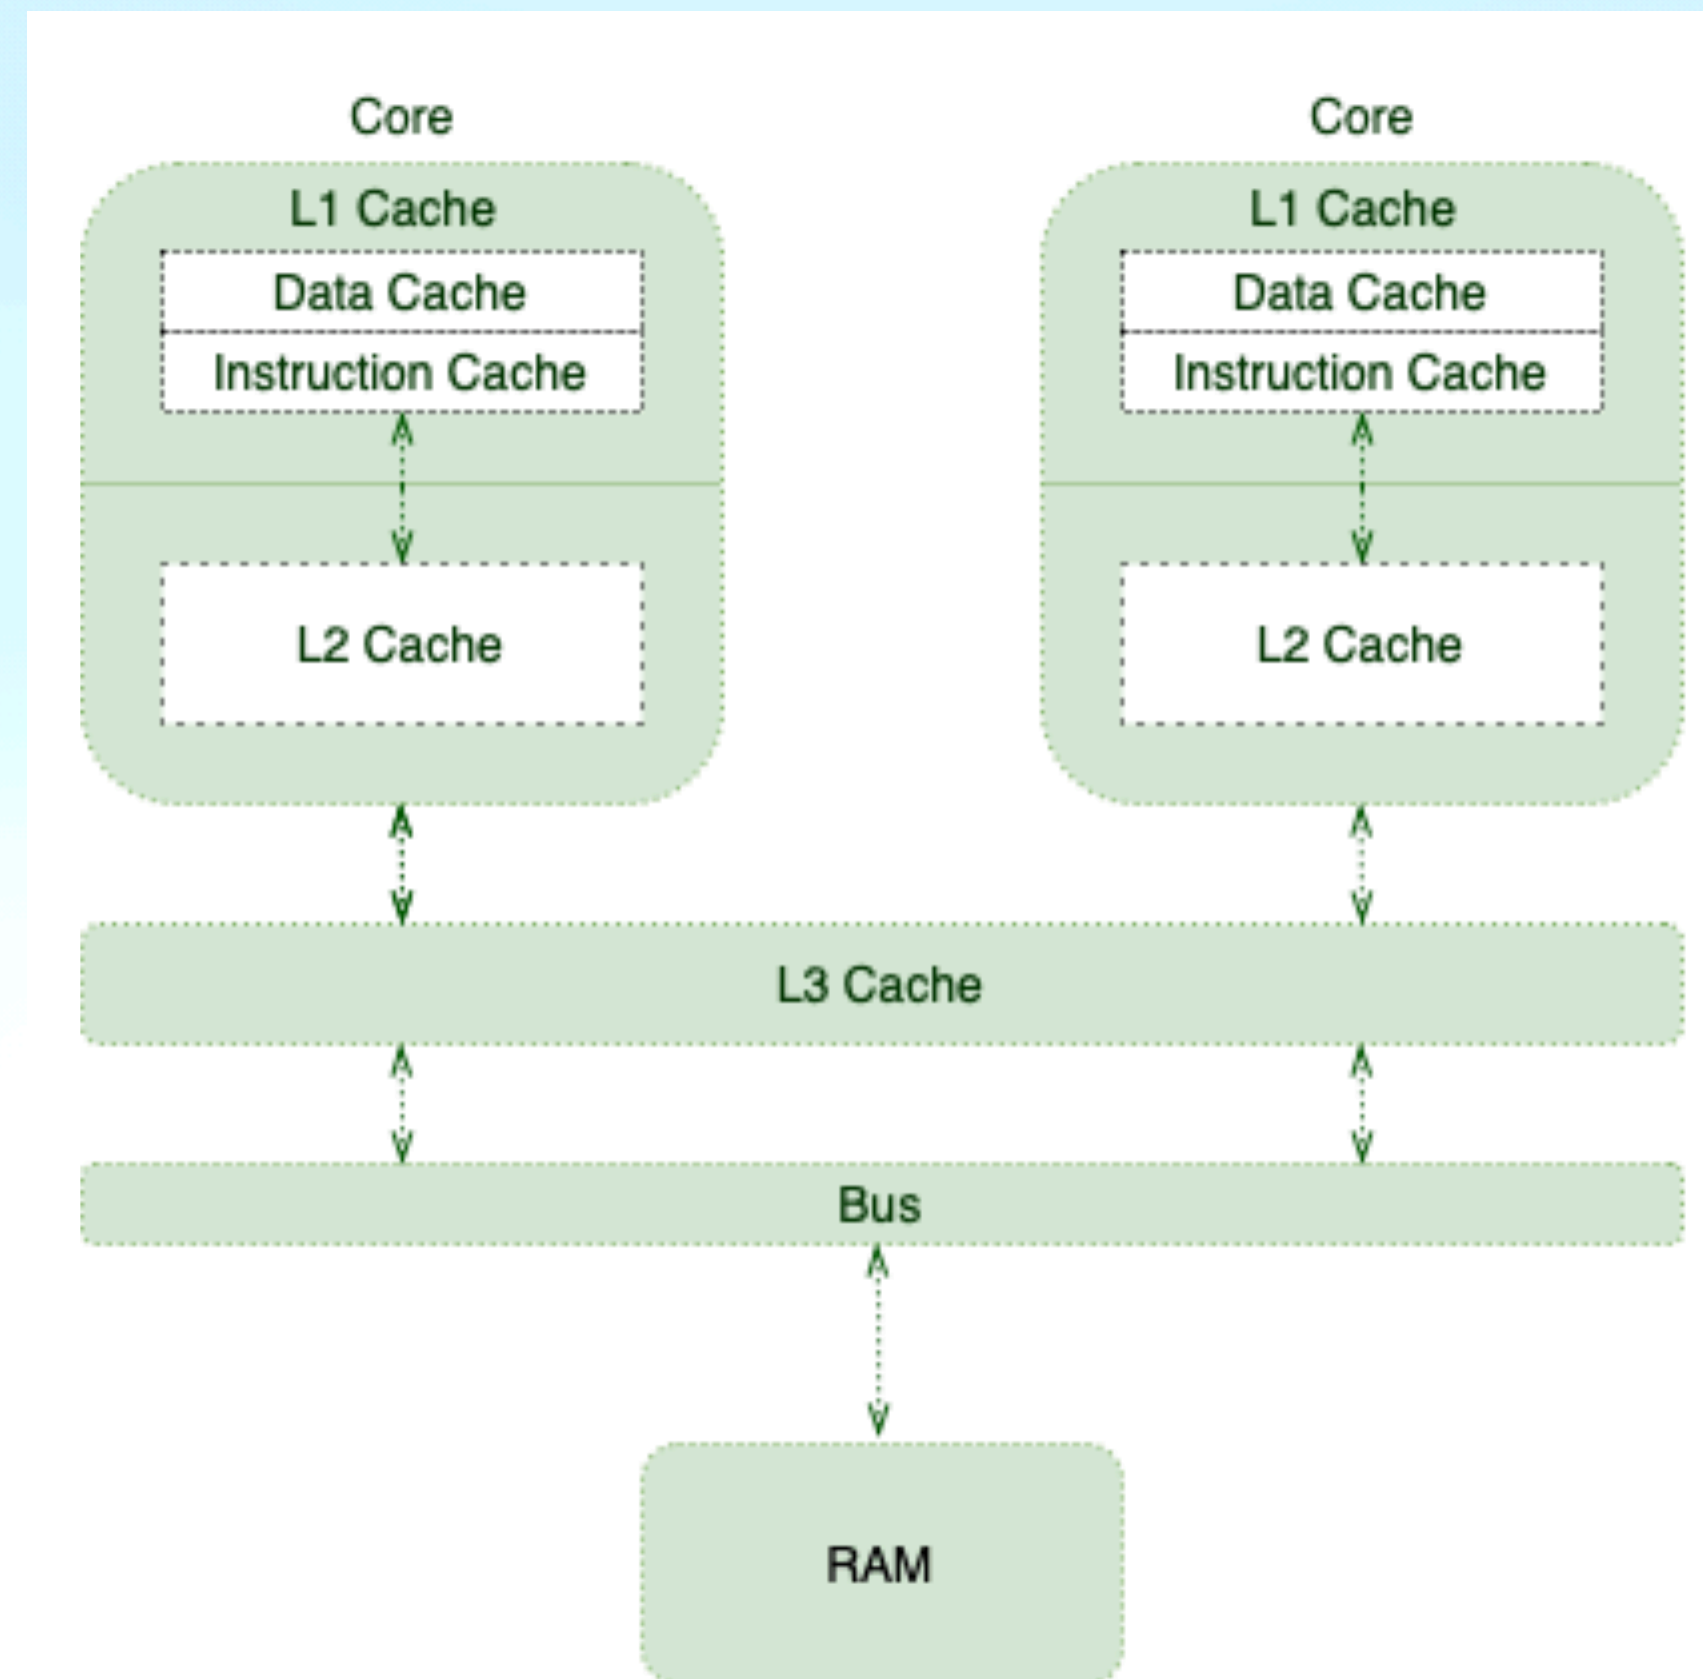 Core
L1 Cache
Data Cache
Instruction Cache
L2 Cache
Core
L1 Cache
Data Cache
Instruction Cache
L2 Cache
L3 Cache
Bus
RAM